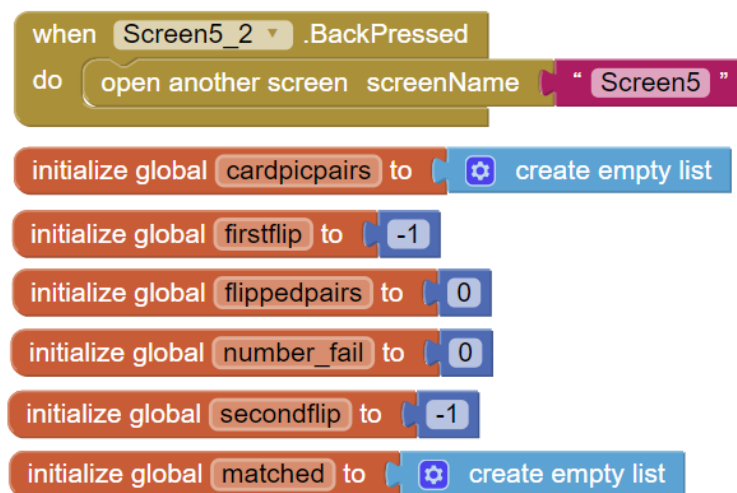 when Screen5_2 .BackPressed
do open another screen screenName " Screen5 "
initialize global cardpicpairs to create empty list
initialize global firstflip to -1
initialize global flippedpairs to 0
initialize global number_fail to 0
initialize global secondflip to -1
initialize global matched to create empty list